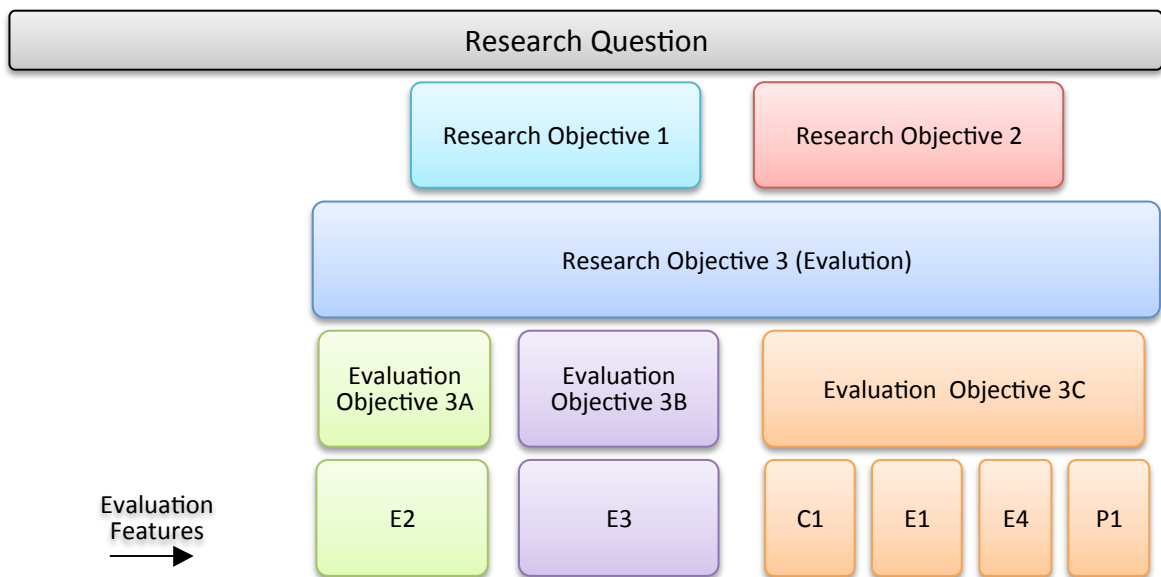 Research Question
Research Objective 1
Research Objective 2
Research Objective 3 (Evalution)
Evaluation
Objective 3A
Evaluation
Objective 3B
Evaluation Objective 3C
Evaluation
Features
E2
E3
C1
E1
E4
P1